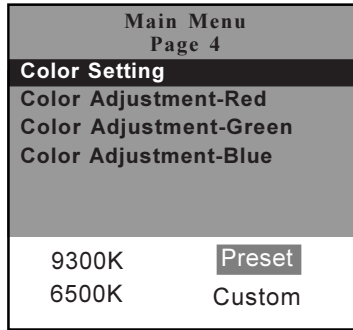 Main Menu
Page 4
Color Setting
Color Adjustment-Red
Color Adjustment-Green
Color Adjustment-Blue
9300K Preset
6500K Custom